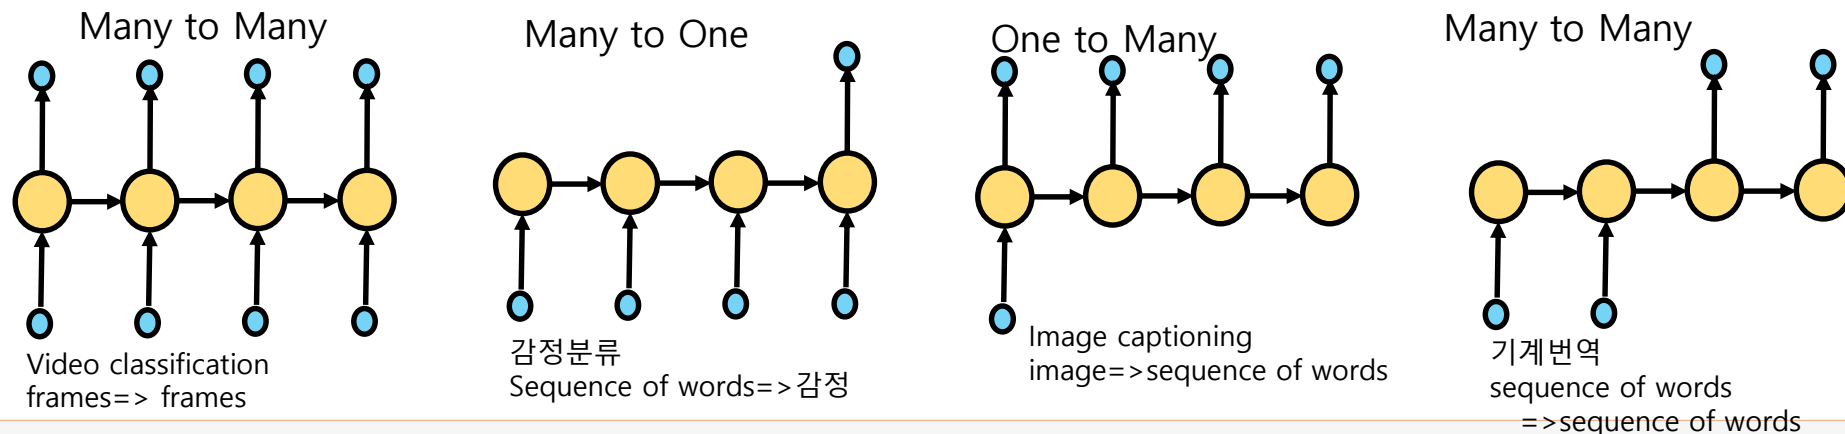 Many to Many
Video classification
frames=> frames
Many to One
감정분류
Sequence of words=>감정
One to Many
Image captioning
image=>sequence of words
Many to Many
기계번역
sequence of words
=>sequence of words